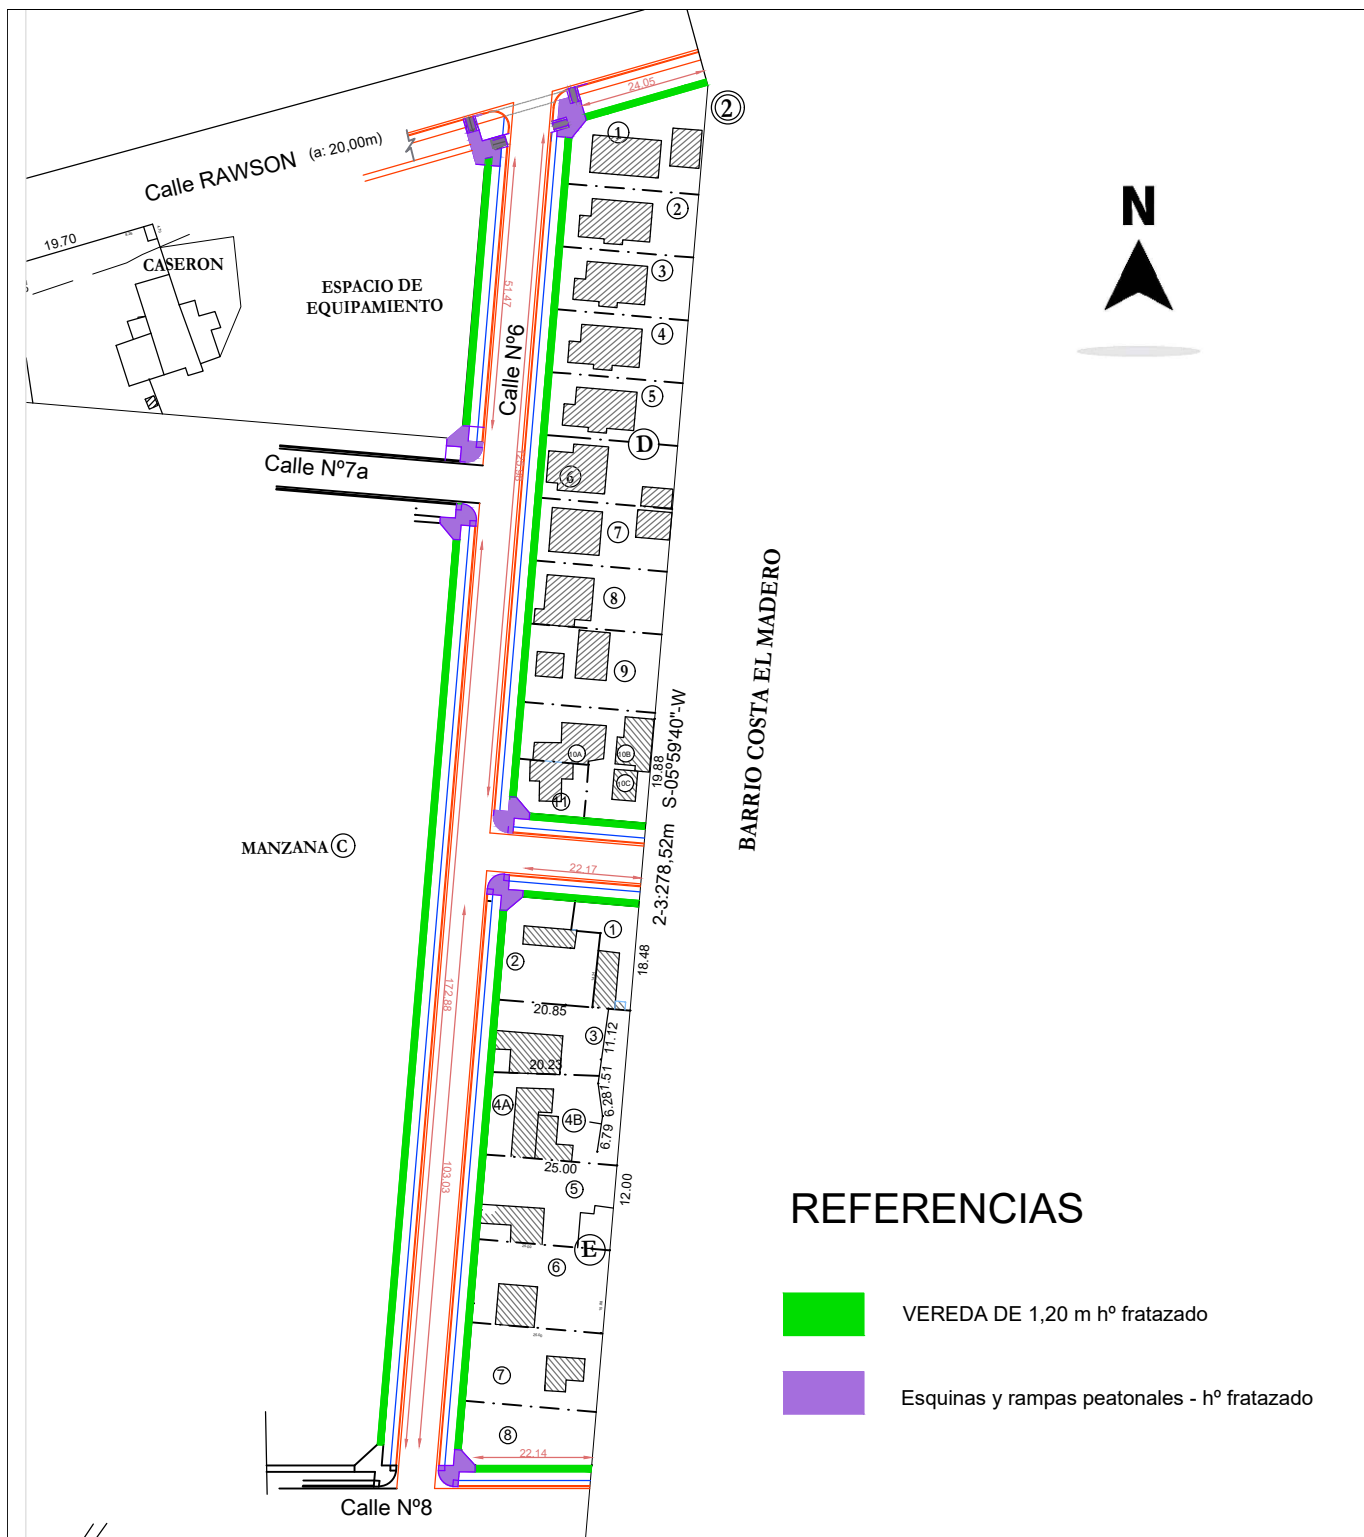 24.05
2
1
Calle RAWSON (a: 20,00m)
N
2
19.70
CASERON
ESPACIO DE
EQUIPAMIENTO
3
51.47
4
Calle Nº6
5
D
Calle Nº7a
6
7
8
9
BARRIO COSTA EL MADERO
10A
10B
10C
11
19.88
2-3:278,52m S-05º59'40"-W
MANZANA C
22.17
1
2
18.48
172.88
20.85
3
11.12
20.23
1.51
4A
6.28
4B
6.79
103.03
25.00
5
12.00
E
6
7
8
22.14
Calle Nº8
REFERENCIAS
VEREDA DE 1,20 m hº fratazado
Esquinas y rampas peatonales - hº fratazado